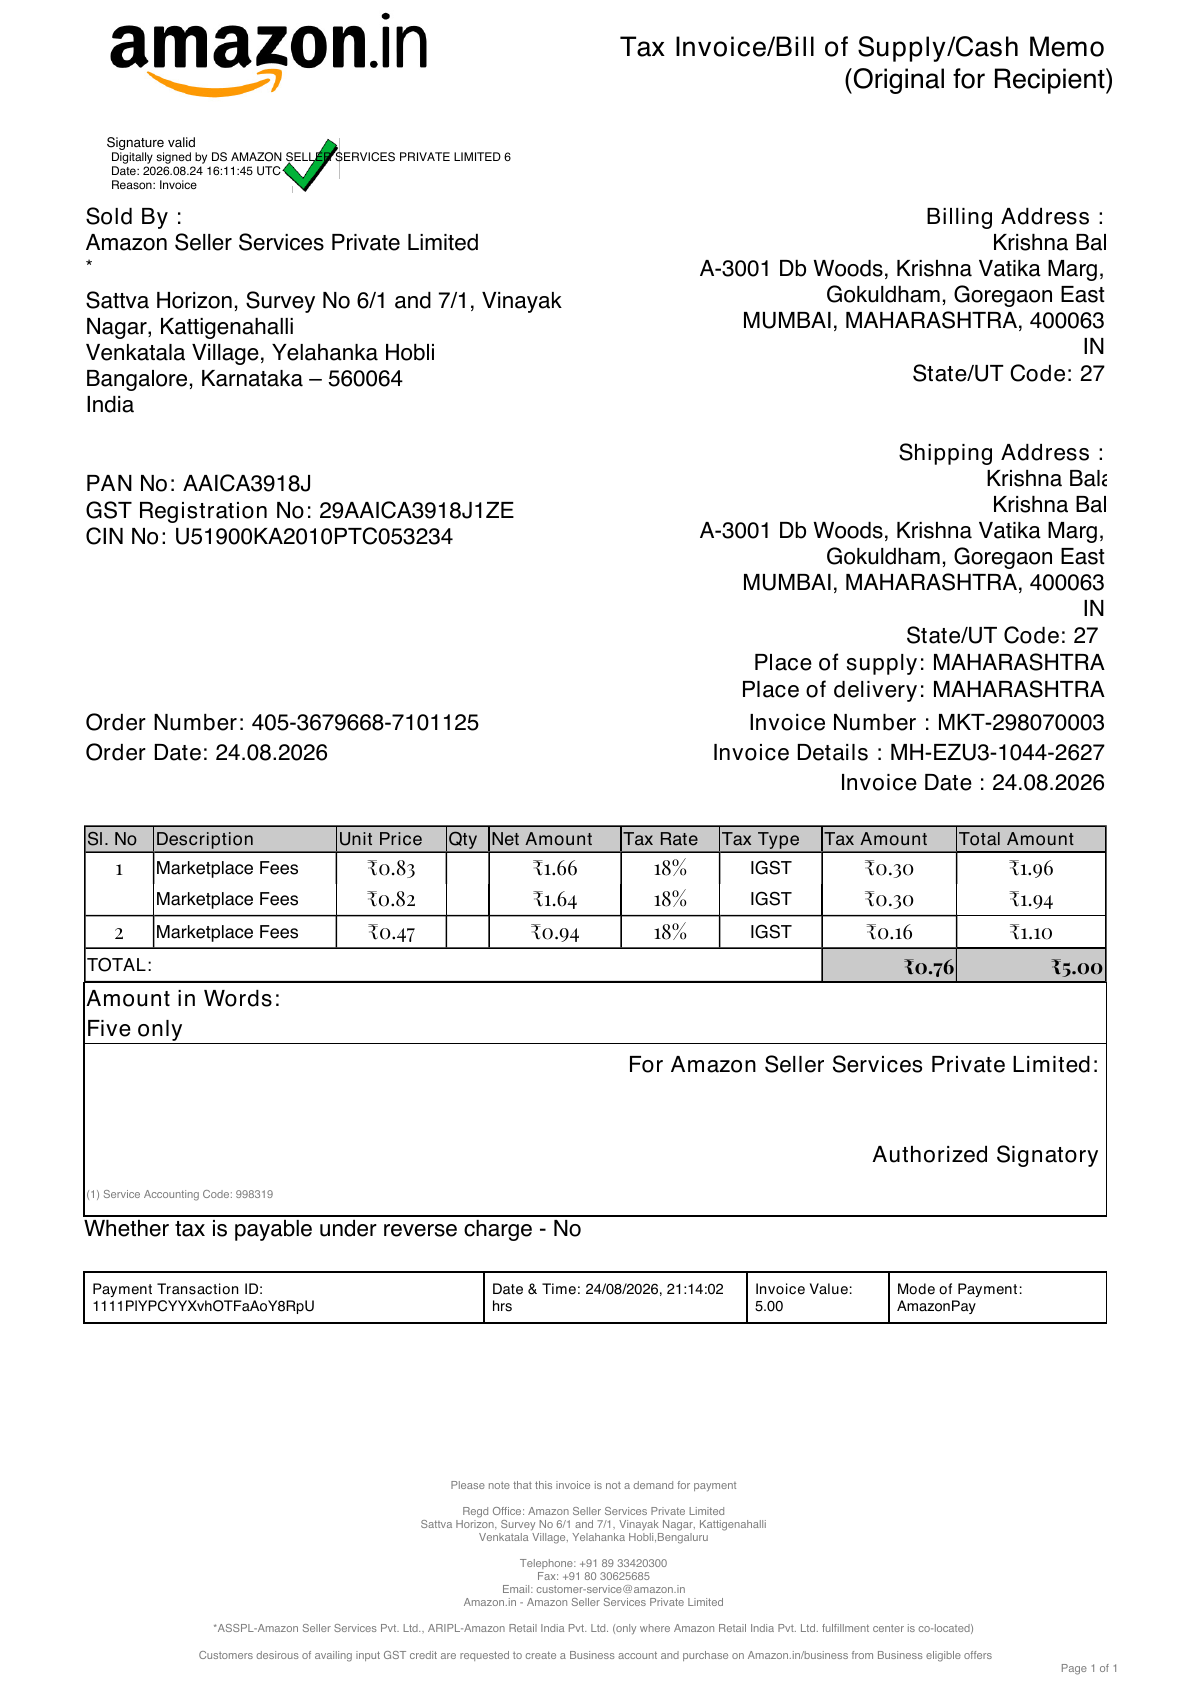 amazon.in
Tax Invoice/Bill of Supply/Cash Memo
(Original for Recipient)
Signature valid
Digitally signed by DS AMAZON SELLER SERVICES PRIVATE LIMITED 6
Date: 2026.08.24 16:11:45 UTC
Reason: Invoice
Sold By :
Amazon Seller Services Private Limited
*
Sattva Horizon, Survey No 6/1 and 7/1, Vinayak
Nagar, Kattigenahalli
Venkatala Village, Yelahanka Hobli
Bangalore, Karnataka – 560064
India
PAN No: AAICA3918J
GST Registration No: 29AAICA3918J1ZE
CIN No: U51900KA2010PTC053234
Billing Address :
Krishna Bal
A-3001 Db Woods, Krishna Vatika Marg,
Gokuldham, Goregaon East
MUMBAI, MAHARASHTRA, 400063
IN
State/UT Code: 27
Shipping Address :
Krishna Bala
Krishna Bal
A-3001 Db Woods, Krishna Vatika Marg,
Gokuldham, Goregaon East
MUMBAI, MAHARASHTRA, 400063
IN
State/UT Code: 27
Place of supply: MAHARASHTRA
Place of delivery: MAHARASHTRA
Order Number: 405-3679668-7101125
Order Date: 24.08.2026
Invoice Number : MKT-298070003
Invoice Details : MH-EZU3-1044-2627
Invoice Date : 24.08.2026
Sl. No Description Unit Price Qty Net Amount Tax Rate Tax Type Tax Amount Total Amount
1 Marketplace Fees ₹0.83 ₹1.66 18% IGST ₹0.30 ₹1.96
Marketplace Fees ₹0.82 ₹1.64 18% IGST ₹0.30 ₹1.94
2 Marketplace Fees ₹0.47 ₹0.94 18% IGST ₹0.16 ₹1.10
TOTAL: ₹0.76 ₹5.00
Amount in Words:
Five only
For Amazon Seller Services Private Limited:
Authorized Signatory
(1) Service Accounting Code: 998319
Whether tax is payable under reverse charge - No
Payment Transaction ID:
1111PlYPCYYXvhOTFaAoY8RpU
Date & Time: 24/08/2026, 21:14:02
hrs
Invoice Value:
5.00
Mode of Payment:
AmazonPay
Please note that this invoice is not a demand for payment
Regd Office: Amazon Seller Services Private Limited
Sattva Horizon, Survey No 6/1 and 7/1, Vinayak Nagar, Kattigenahalli
Venkatala Village, Yelahanka Hobli,Bengaluru
Telephone: +91 89 33420300
Fax: +91 80 30625685
Email: customer-service@amazon.in
Amazon.in - Amazon Seller Services Private Limited
*ASSPL-Amazon Seller Services Pvt. Ltd., ARIPL-Amazon Retail India Pvt. Ltd. (only where Amazon Retail India Pvt. Ltd. fulfillment center is co-located)
Customers desirous of availing input GST credit are requested to create a Business account and purchase on Amazon.in/business from Business eligible offers
Page 1 of 1